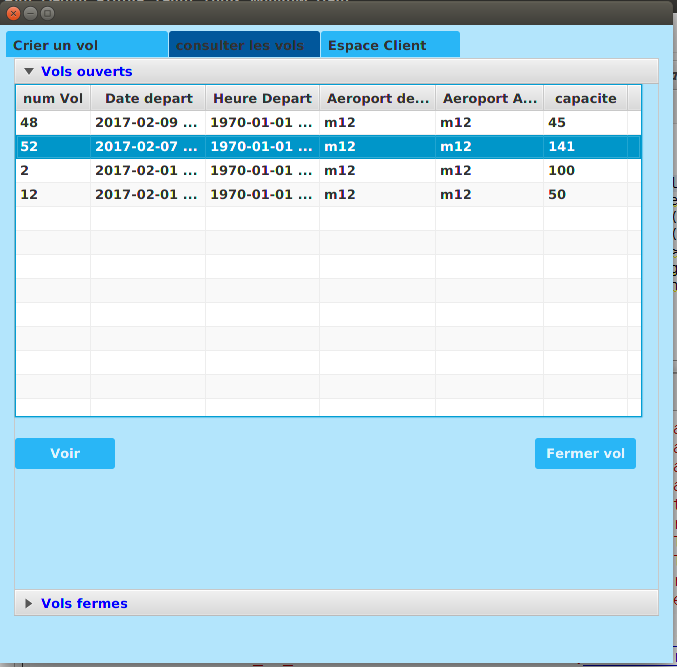 Crier un vol consulter les vols Espace Client
Vols ouverts
num Vol Date depart Heure Depart Aeroport de... Aeroport A... capacite
48 2017-02-09 ... 1970-01-01 ... m12 m12 45
52 2017-02-07 ... 1970-01-01 ... m12 m12 141
2 2017-02-01 ... 1970-01-01 ... m12 m12 100
12 2017-02-01 ... 1970-01-01 ... m12 m12 50
Voir Fermer vol
Vols fermes